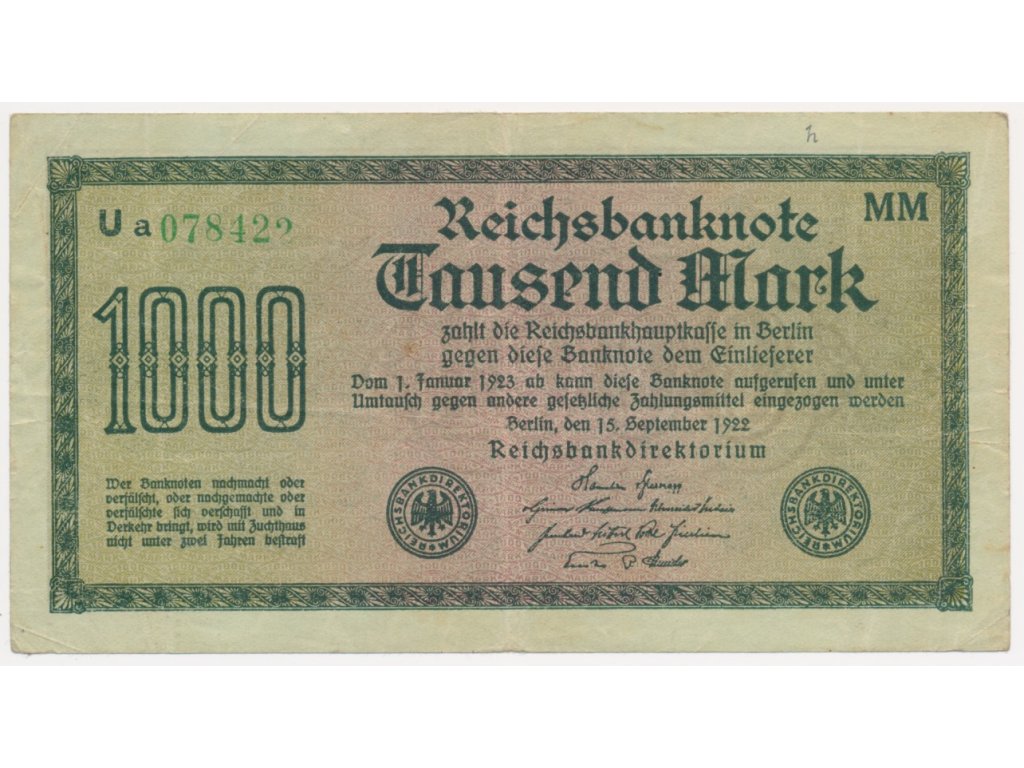 Ua078422
MM
Reichsbanknote
Tausend Mark
1000
zahlt die Reichsbankhauptkasse in Berlin
gegen diese Banknote dem Einlieferer
Vom 1. Januar 1923 ab kann diese Banknote aufgerufen und unter
Umtausch gegen andere gesetzliche Zahlungsmittel eingezogen werden
Berlin, den 15. September 1922
Reichsbankdirektorium
Wer Banknoten nachmacht oder
verfälscht, oder nachgemachte oder
verfälschte sich verschafft und in
Verkehr bringt, wird mit Zuchthaus
nicht unter zwei Jahren bestraft
REICHSBANKDIREKTORIUM
REICHSBANKDIREKTORIUM